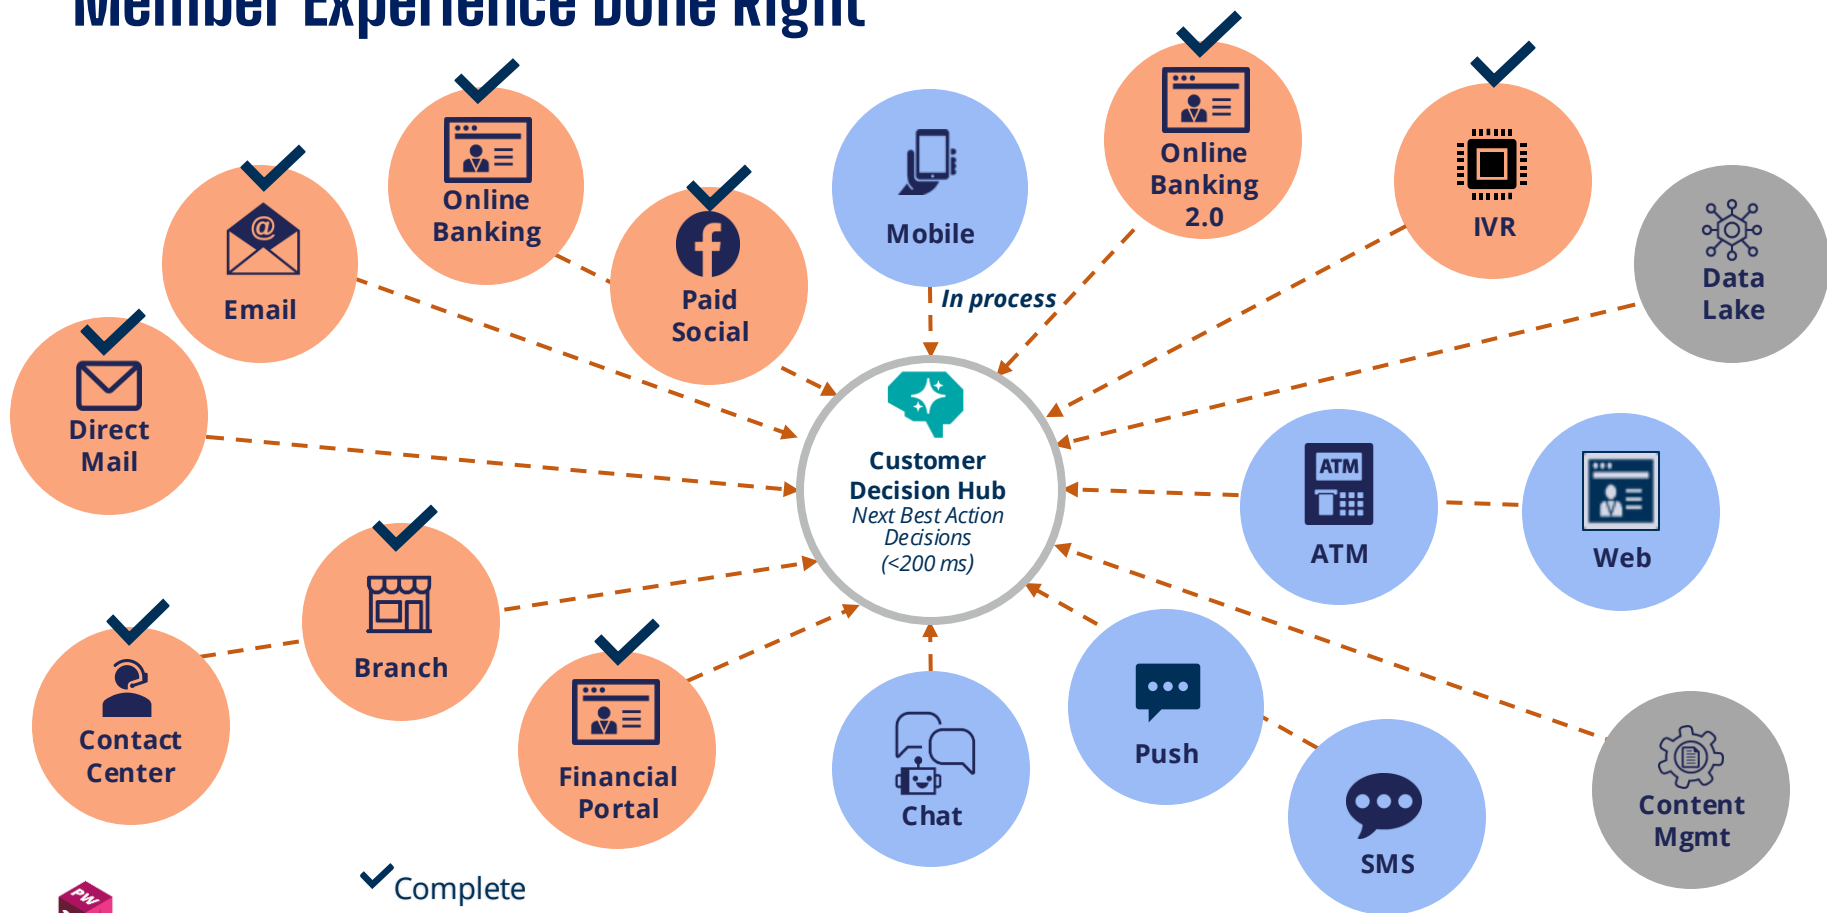 Member Experience Done Right
Online
Banking
Email
Direct
Mail
Paid
Social
Mobile
In process
Online
Banking
2.0
IVR
Data
Lake
Customer
Decision Hub
Next Best Action
Decisions
(<200 ms)
ATM
ATM
Web
Branch
Contact
Center
Financial
Portal
Chat
Push
SMS
Content
Mgmt
Complete
PW